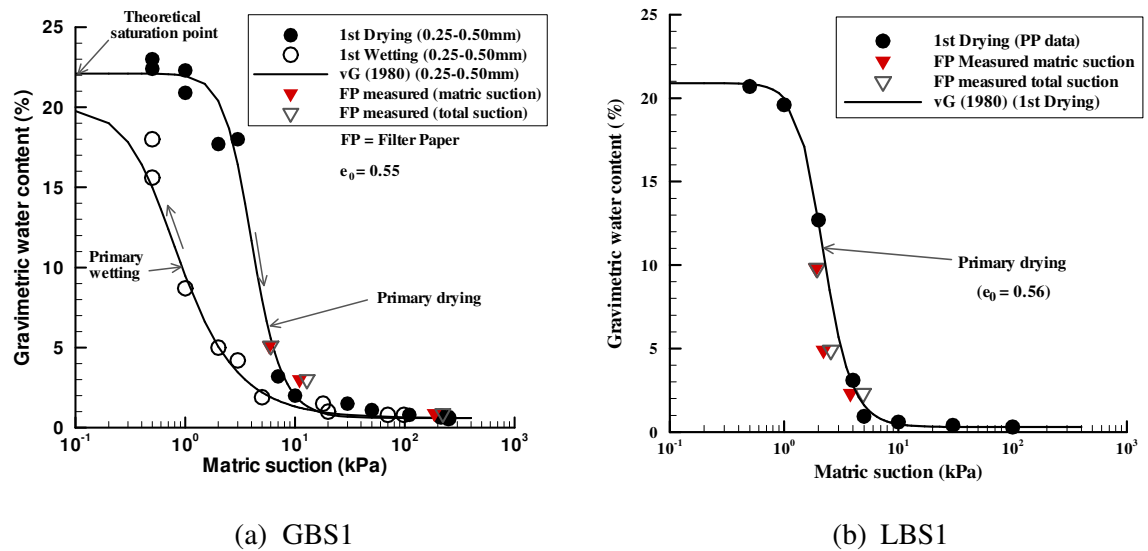 Theoretical
saturation point
1st Drying (0.25-0.50mm)
1st Wetting (0.25-0.50mm)
vG (1980) (0.25-0.50mm)
FP measured (matric suction)
FP measured (total suction)
FP = Filter Paper
e0 = 0.55
Primary
wetting
Primary drying
Gravimetric water content (%)
25
20
15
10
5
0
10-1
100
101
102
103
Matric suction (kPa)
(a) GBS1
1st Drying (PP data)
FP Measured matric suction
FP measured total suction
vG (1980) (1st Drying)
Primary drying
(e0 = 0.56)
Gravimetric water content (%)
25
20
15
10
5
0
10-1
100
101
102
103
Matric suction (kPa)
(b) LBS1